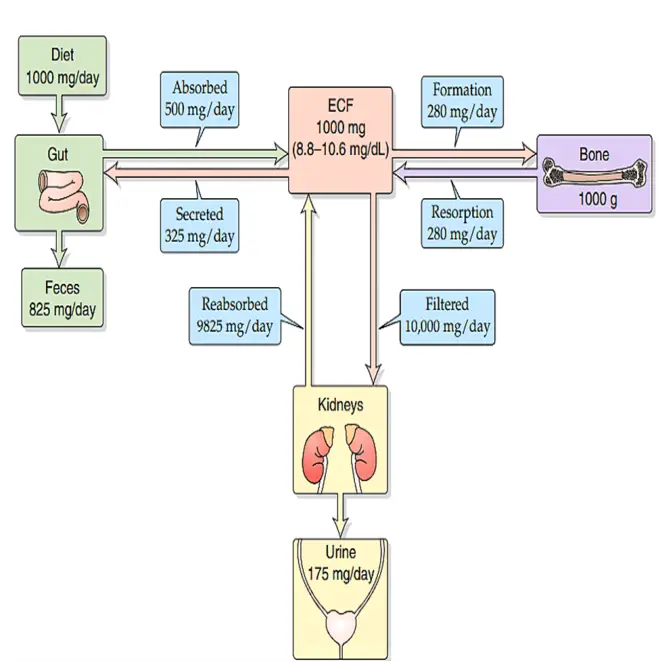 Diet
1000 mg/day
Absorbed
500 mg/day
ECF
1000 mg
(8.8–10.6 mg/dL)
Formation
280 mg/day
Gut
Bone
1000 g
Secreted
325 mg/day
Resorption
280 mg/day
Feces
825 mg/day
Reabsorbed
9825 mg/day
Filtered
10,000 mg/day
Kidneys
Urine
175 mg/day